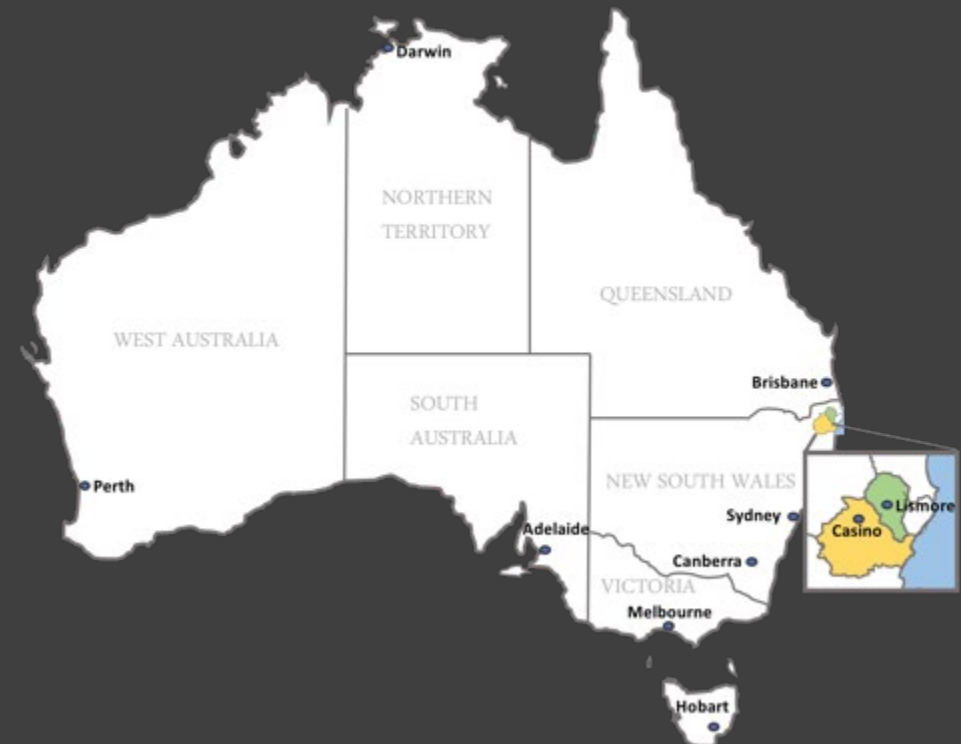 Darwin
NORTHERN
TERRITORY
QUEENSLAND
WEST AUSTRALIA
Brisbane
SOUTH
AUSTRALIA
NEW SOUTH WALES
Perth
Lismore
Sydney
Adelaide
Casino
Canberra
VICTORIA
Melbourne
Hobart